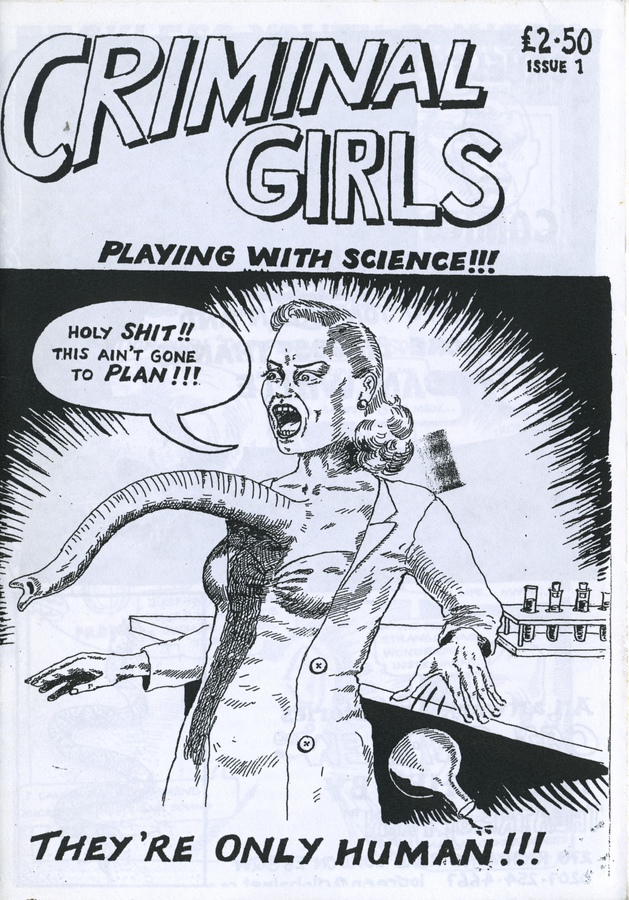 CRIMINAL
GIRLS
£2·50
ISSUE 1
PLAYING WITH SCIENCE!!!
HOLY SHIT!!
THIS AIN'T GONE
TO PLAN!!!
THEY'RE ONLY HUMAN!!!